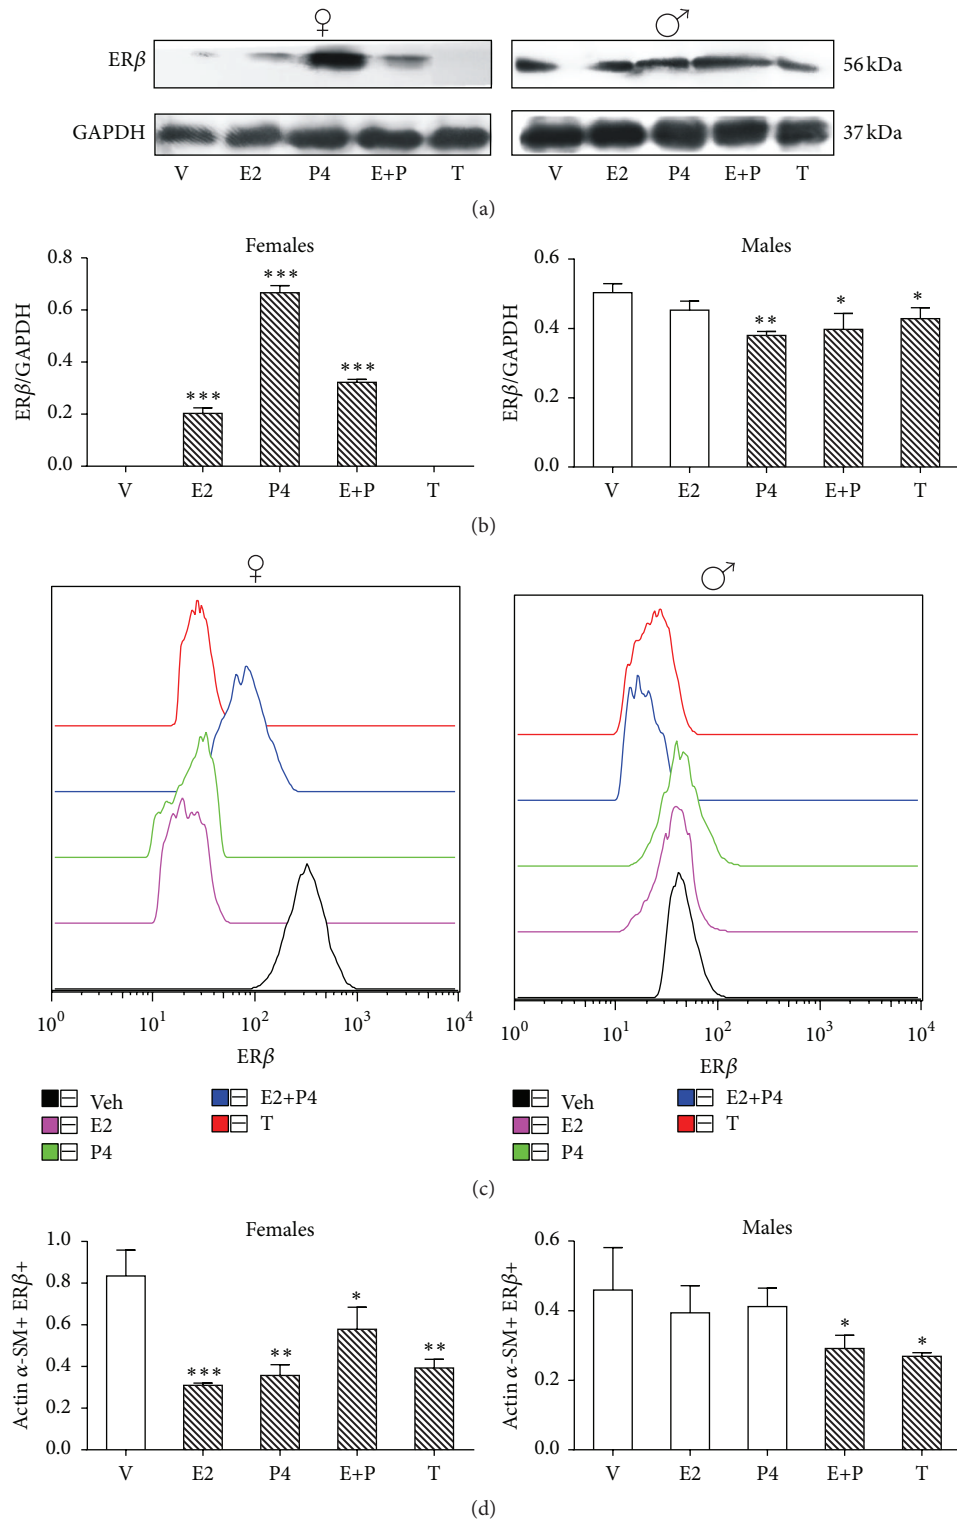 ♀ ♂
ERβ 56 kDa
GAPDH 37 kDa
V E2 P4 E+P T V E2 P4 E+P T
(a)
Females
ERβ/GAPDH
0.8
0.6
0.4
0.2
0.0
*** *** ***
V E2 P4 E+P T
Males
ERβ/GAPDH
0.6
0.4
0.2
0.0
** * *
V E2 P4 E+P T
(b)
♀
10⁰ 10¹ 10² 10³ 10⁴
ERβ
Veh E2+P4
E2 T
P4
♂
10⁰ 10¹ 10² 10³ 10⁴
ERβ
Veh E2+P4
E2 T
P4
(c)
Females
Actin α-SM+ ERβ+
1.0
0.8
0.6
0.4
0.2
0.0
*** ** * **
V E2 P4 E+P T
Males
Actin α-SM+ ERβ+
0.6
0.4
0.2
0.0
* *
V E2 P4 E+P T
(d)